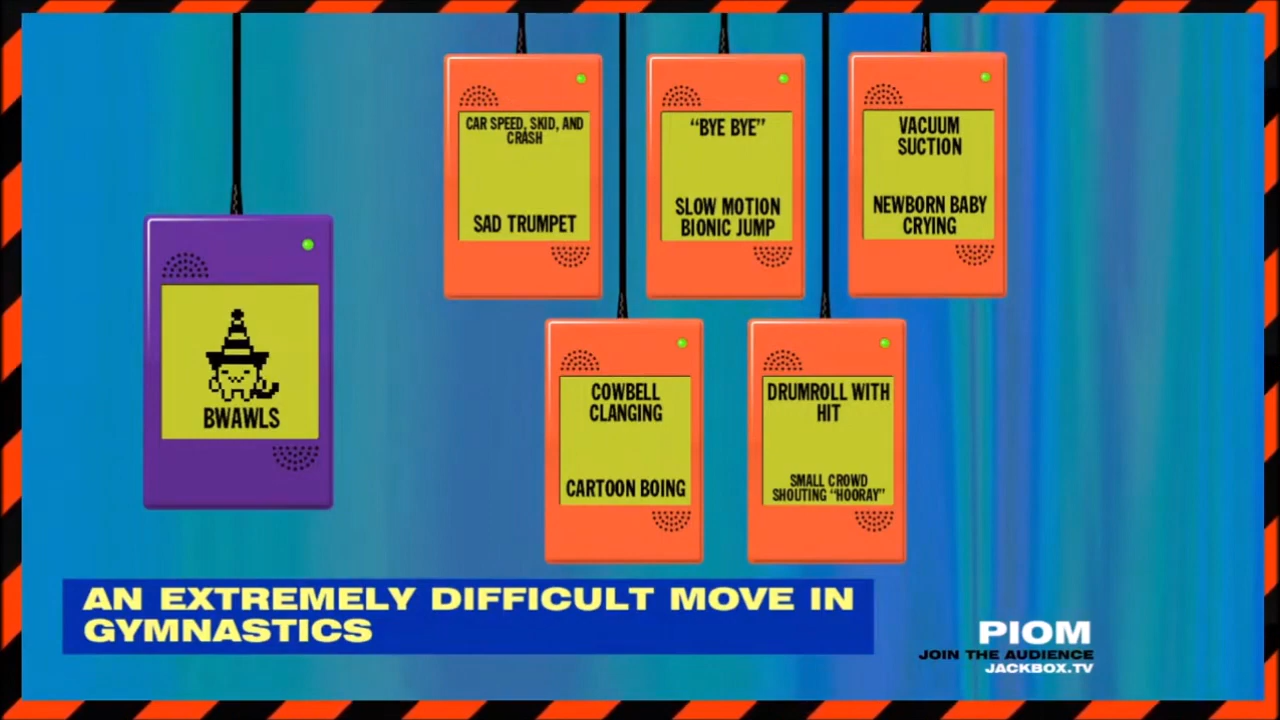 CAR SPEED, SKID, AND
CRASH
SAD TRUMPET
“BYE BYE”
SLOW MOTION
BIONIC JUMP
VACUUM
SUCTION
NEWBORN BABY
CRYING
BWAWLS
COWBELL
CLANGING
CARTOON BOING
DRUMROLL WITH
HIT
SMALL CROWD
SHOUTING “HOORAY”
AN EXTREMELY DIFFICULT MOVE IN
GYMNASTICS
PIOM
JOIN THE AUDIENCE
JACKBOX.TV